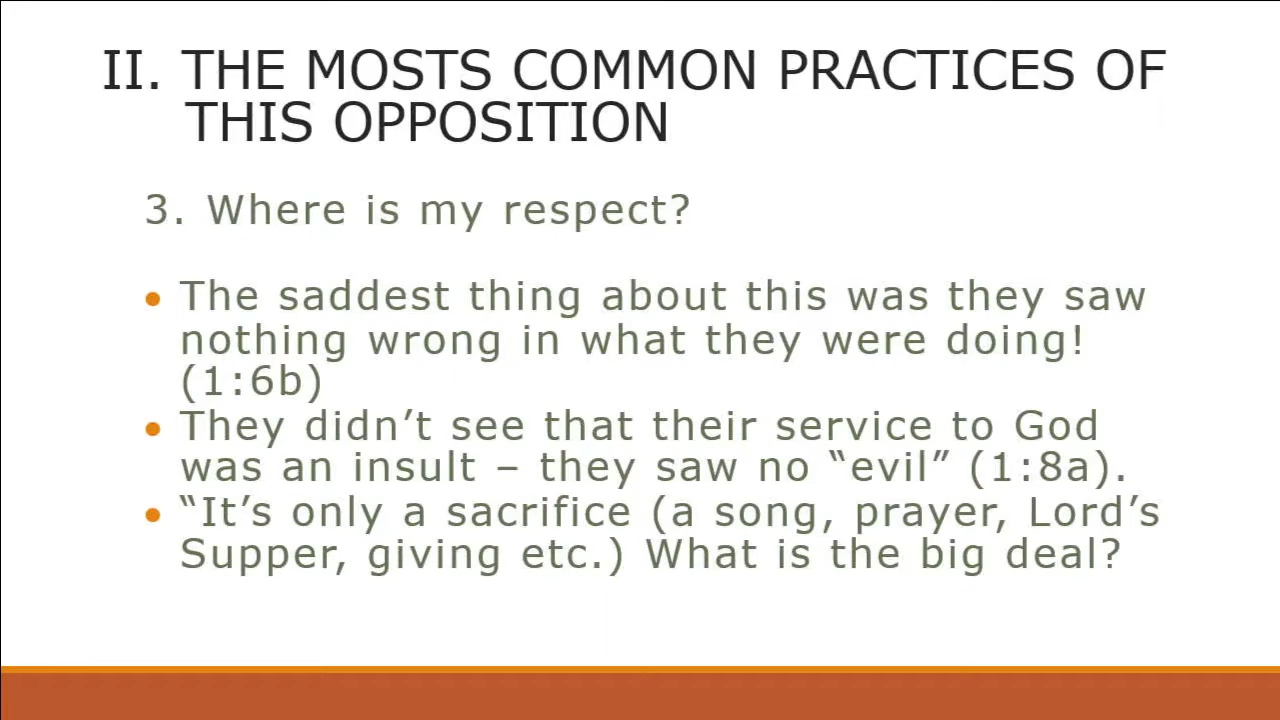 II. THE MOSTS COMMON PRACTICES OF
THIS OPPOSITION
3. Where is my respect?
• The saddest thing about this was they saw
nothing wrong in what they were doing!
(1:6b)
• They didn’t see that their service to God
was an insult – they saw no “evil” (1:8a).
• “It’s only a sacrifice (a song, prayer, Lord’s
Supper, giving etc.) What is the big deal?